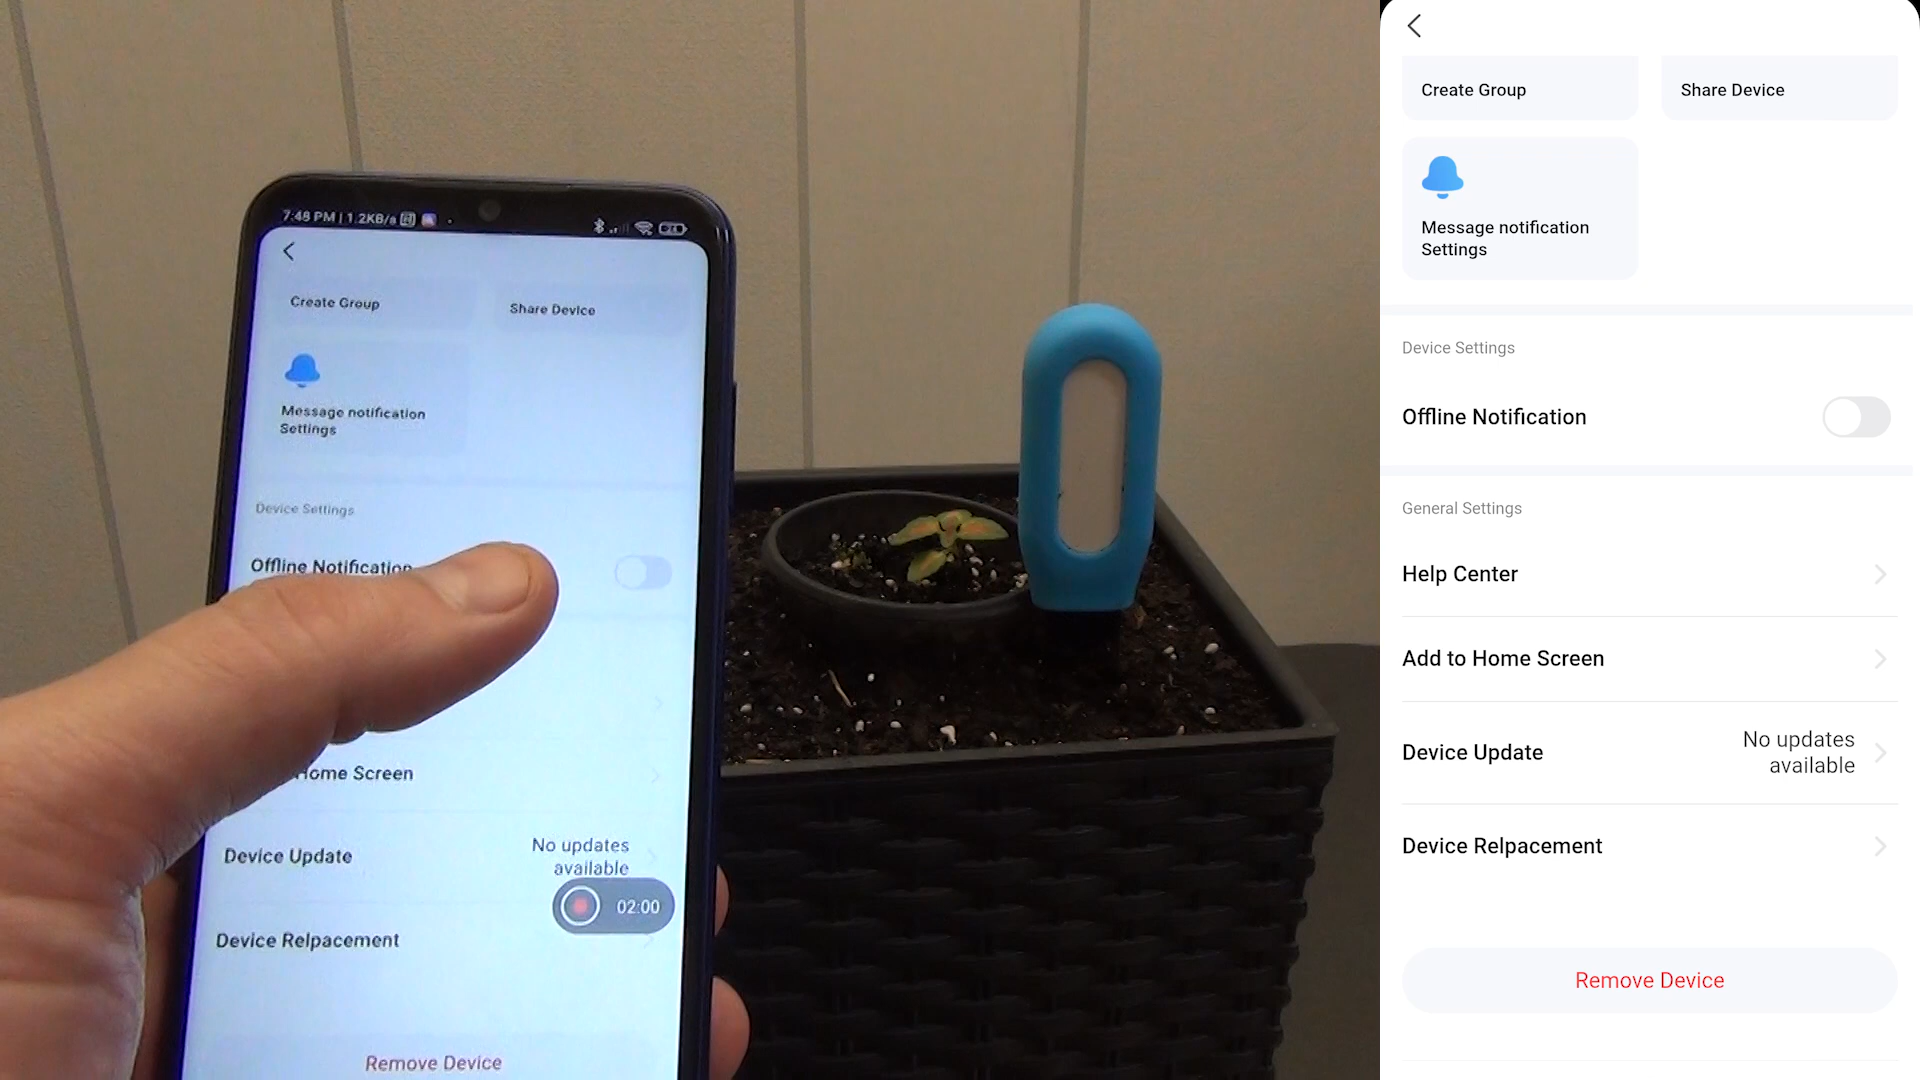 7:48 PM | 1.2KB/s
Create Group
Share Device
Message notification
Settings
Device Settings
Offline Notification
Home Screen
Device Update
No updates
available
02:00
Device Relpacement
Remove Device
Create Group
Share Device
Message notification
Settings
Device Settings
Offline Notification
General Settings
Help Center
Add to Home Screen
Device Update
No updates
available
Device Relpacement
Remove Device